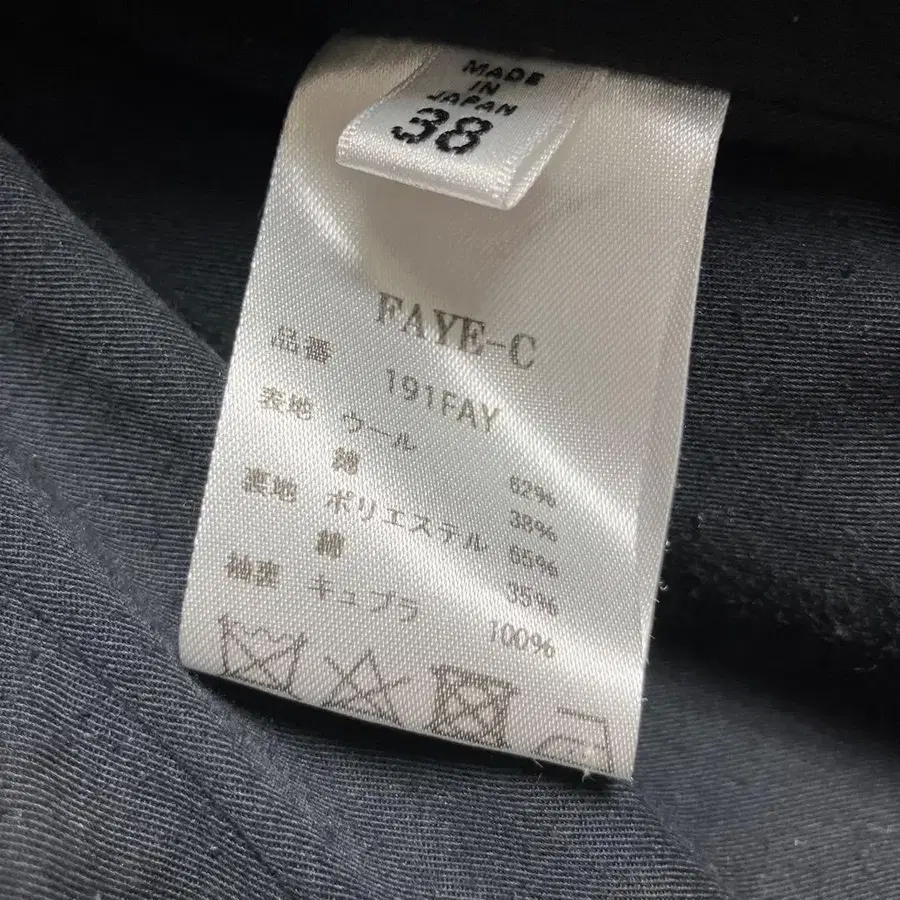 MADE
IN
JAPAN
38
FAYE-C
品番 191FAY
表地 ウール 62%
綿 38%
裏地 ポリエステル 65%
綿 35%
袖裏 キュプラ 100%